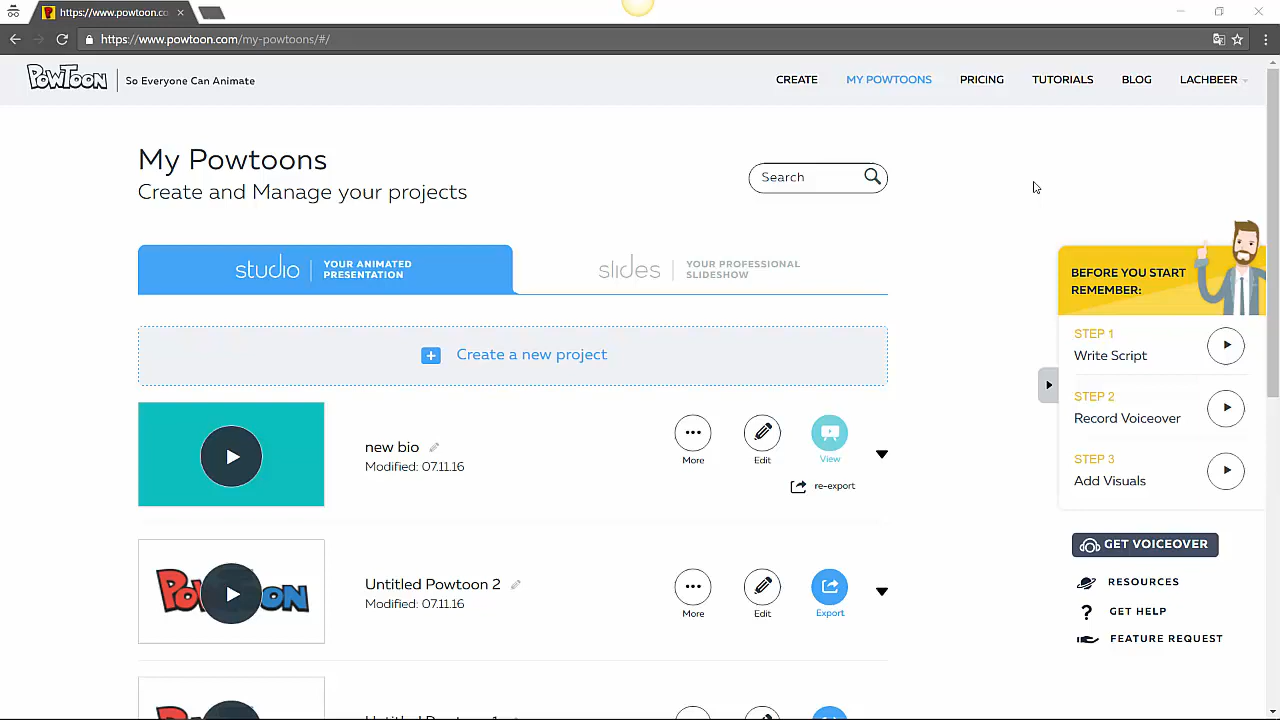 https://www.powtoon.co
https://www.powtoon.com/my-powtoons/#/
POWTOON
So Everyone Can Animate
CREATE
MY POWTOONS
PRICING
TUTORIALS
BLOG
LACHBEER
My Powtoons
Create and Manage your projects
Search
studio
YOUR ANIMATED
PRESENTATION
slides
YOUR PROFESSIONAL
SLIDESHOW
Create a new project
new bio
Modified: 07.11.16
More
Edit
View
re-export
Untitled Powtoon 2
Modified: 07.11.16
More
Edit
Export
BEFORE YOU START
REMEMBER:
STEP 1
Write Script
STEP 2
Record Voiceover
STEP 3
Add Visuals
GET VOICEOVER
RESOURCES
GET HELP
FEATURE REQUEST